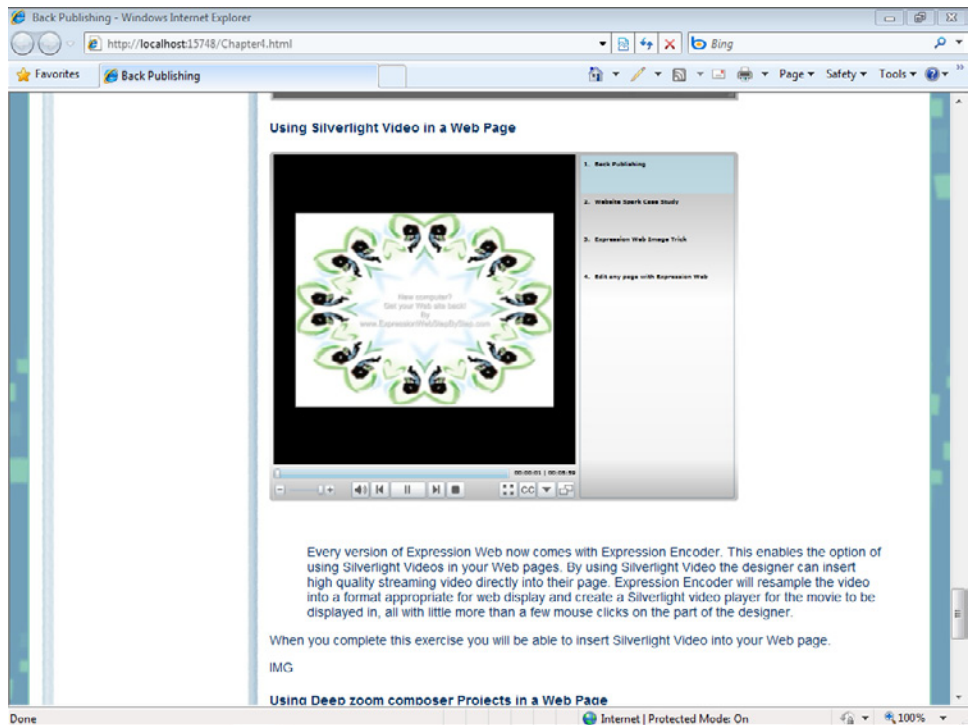 Back Publishing - Windows Internet Explorer
http://localhost:15748/Chapter4.html
Bing
Favorites
Back Publishing
Page
Safety
Tools
Using Silverlight Video in a Web Page
1. Back Publishing
2. Website Spark Case Study
3. Expression Web Image Trick
4. Edit any page with Expression Web
New computer?
Get your Web site back!
By
www.ExpressionWebStepByStep.com
00:00:01 | 00:05:59
CC
Every version of Expression Web now comes with Expression Encoder. This enables the option of
using Silverlight Videos in your Web pages. By using Silverlight Video the designer can insert
high quality streaming video directly into their page. Expression Encoder will resample the video
into a format appropriate for web display and create a Silverlight video player for the movie to be
displayed in, all with little more than a few mouse clicks on the part of the designer.
When you complete this exercise you will be able to insert Silverlight Video into your Web page.
IMG
Using Deep zoom composer Projects in a Web Page
Done
Internet | Protected Mode: On
100%